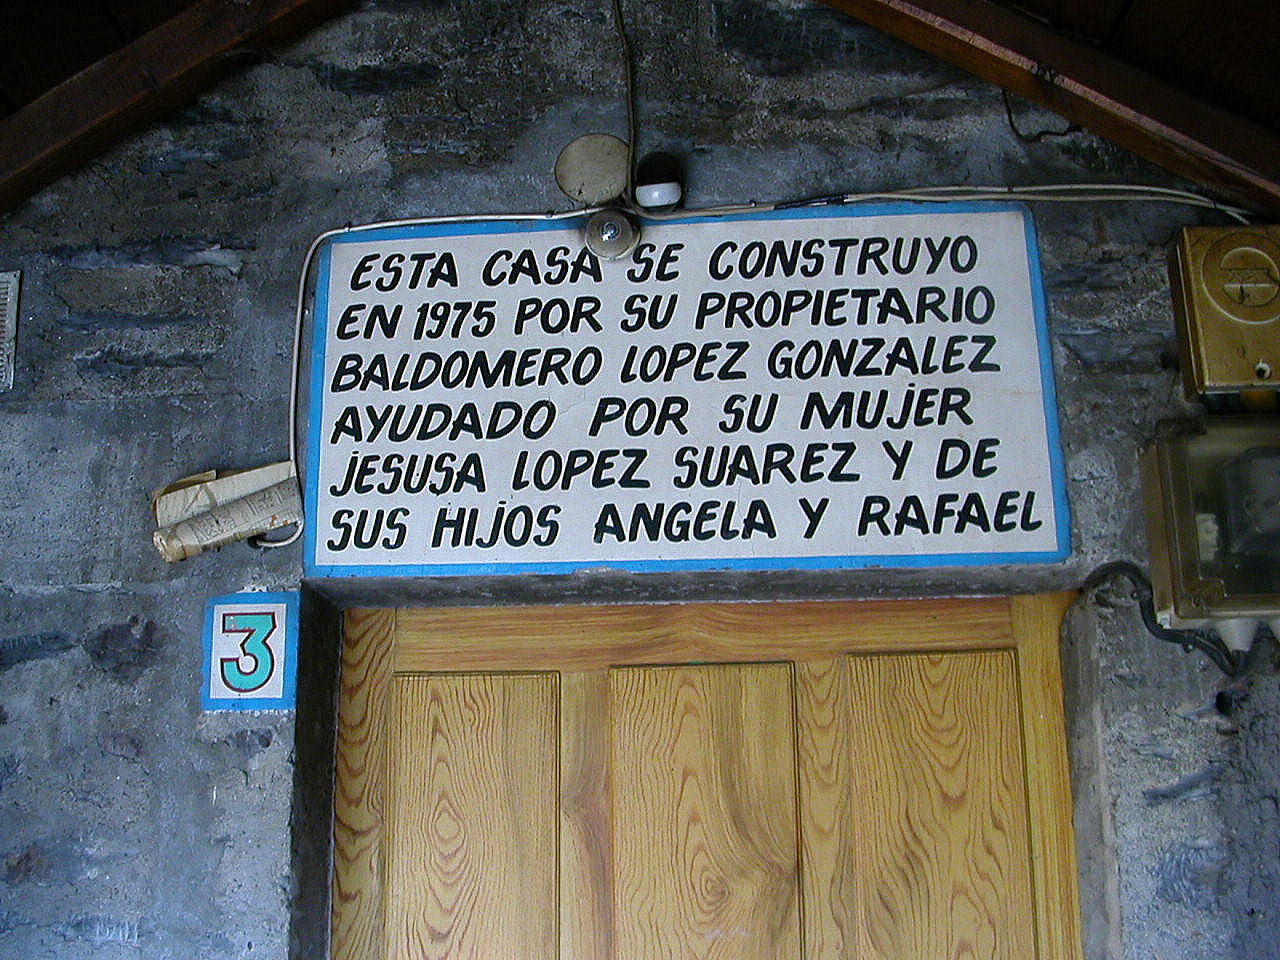 ESTA CASA SE CONSTRUYO
EN 1975 POR SU PROPIETARIO
BALDOMERO LOPEZ GONZALEZ
AYUDADO POR SU MUJER
JESUSA LOPEZ SUAREZ Y DE
SUS HIJOS ANGELA Y RAFAEL
3